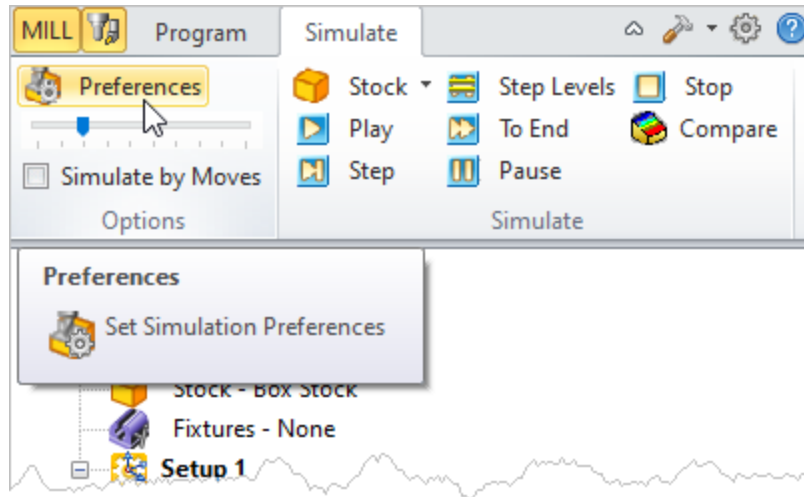 MILL Program Simulate
Preferences Stock Step Levels Stop
Play To End Compare
Simulate by Moves Step Pause
Options Simulate
Preferences
Set Simulation Preferences
Stock - Box Stock
Fixtures - None
Setup 1